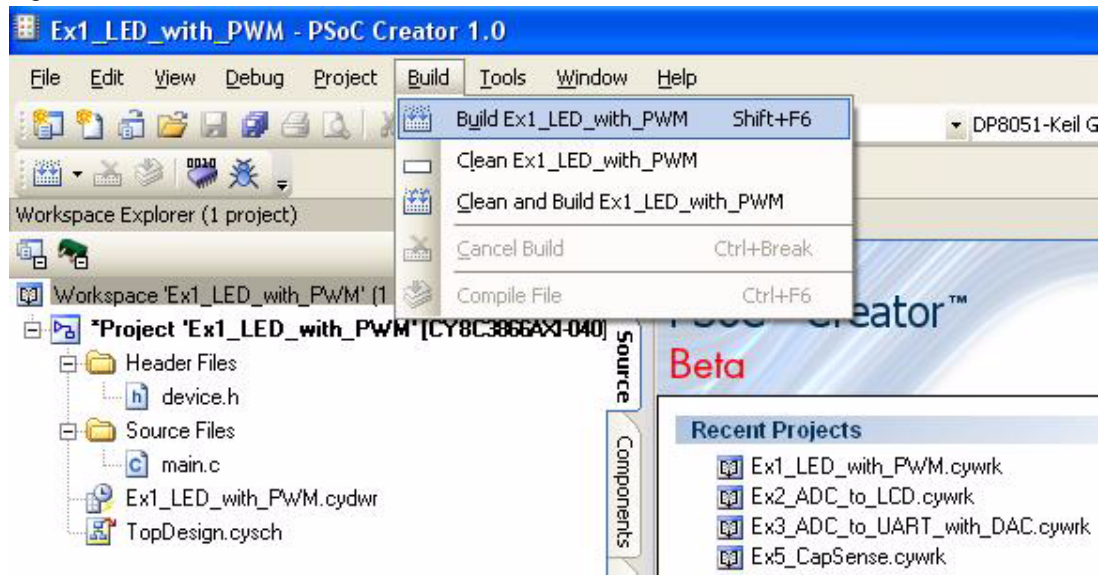 Ex1_LED_with_PWM - PSoC Creator 1.0
File Edit View Debug Project Build Tools Window Help
Build Ex1_LED_with_PWM Shift+F6
DP8051-Keil G
Clean Ex1_LED_with_PWM
Clean and Build Ex1_LED_with_PWM
Cancel Build Ctrl+Break
Compile File Ctrl+F6
Workspace Explorer (1 project)
Workspace 'Ex1_LED_with_PWM' (1
*Project 'Ex1_LED_with_PWM' [CY8C3866AXI-040]
Header Files
device.h
Source Files
main.c
Ex1_LED_with_PWM.cydwr
TopDesign.cysch
Source
Components
PSoC Creator™
Beta
Recent Projects
Ex1_LED_with_PWM.cywrk
Ex2_ADC_to_LCD.cywrk
Ex3_ADC_to_UART_with_DAC.cywrk
Ex5_CapSense.cywrk